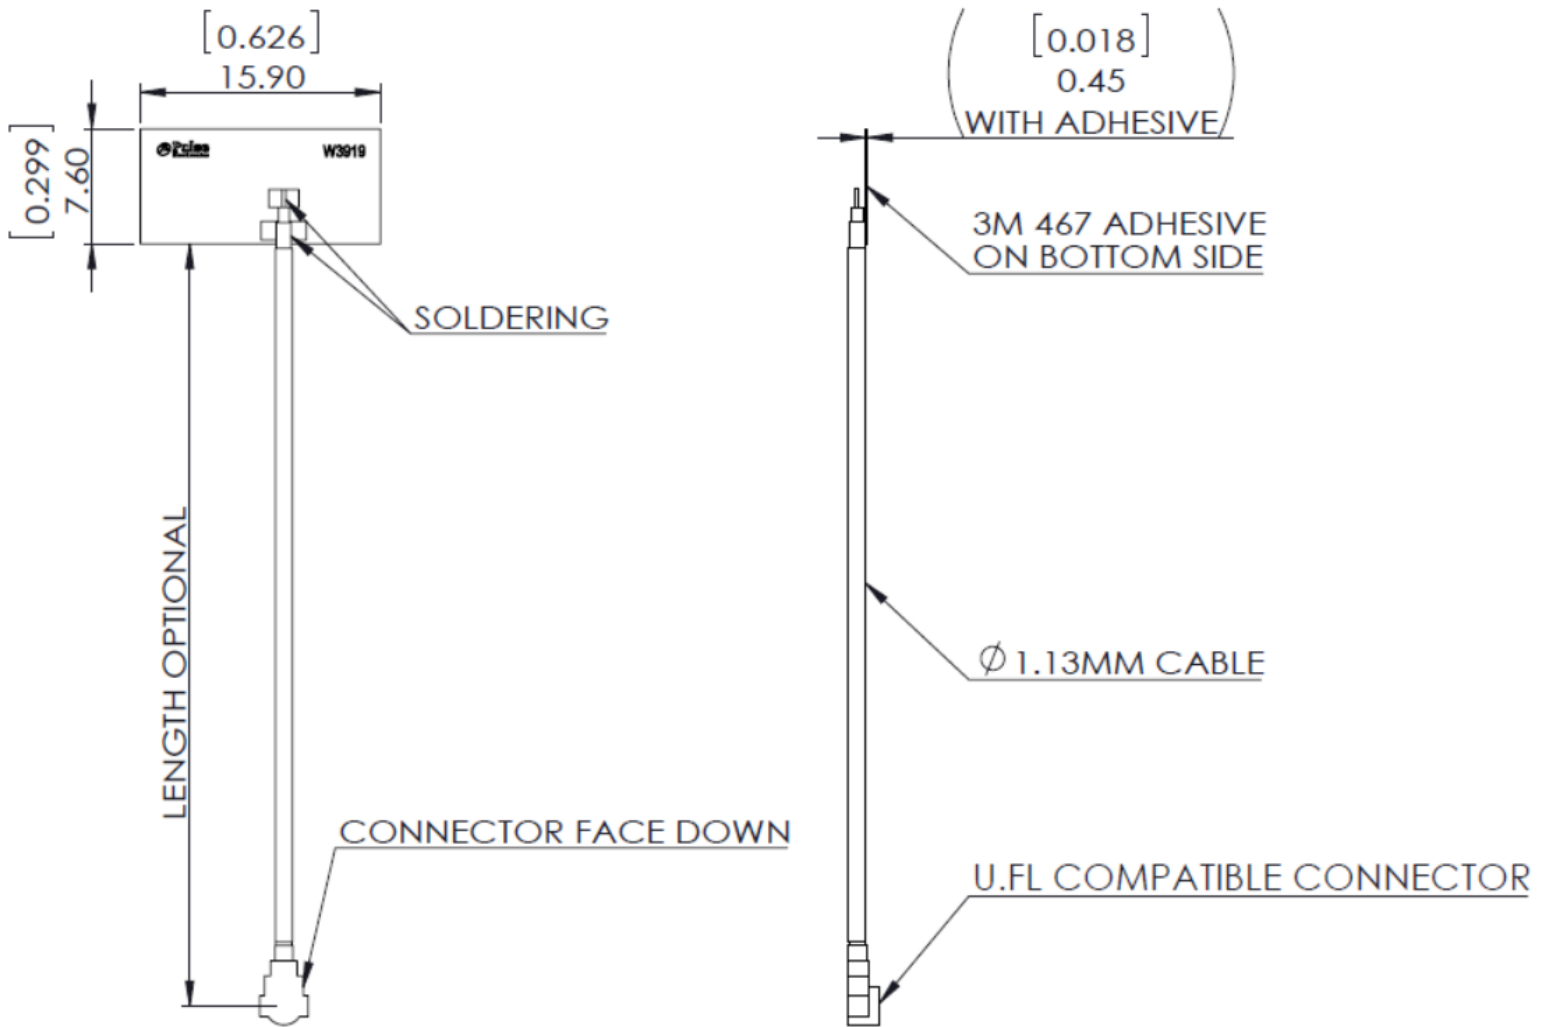 [0.626]
15.90
[0.299]
7.60
Pulse
W3919
SOLDERING
LENGTH OPTIONAL
CONNECTOR FACE DOWN
[0.018]
0.45
WITH ADHESIVE
3M 467 ADHESIVE
ON BOTTOM SIDE
Ø 1.13MM CABLE
U.FL COMPATIBLE CONNECTOR